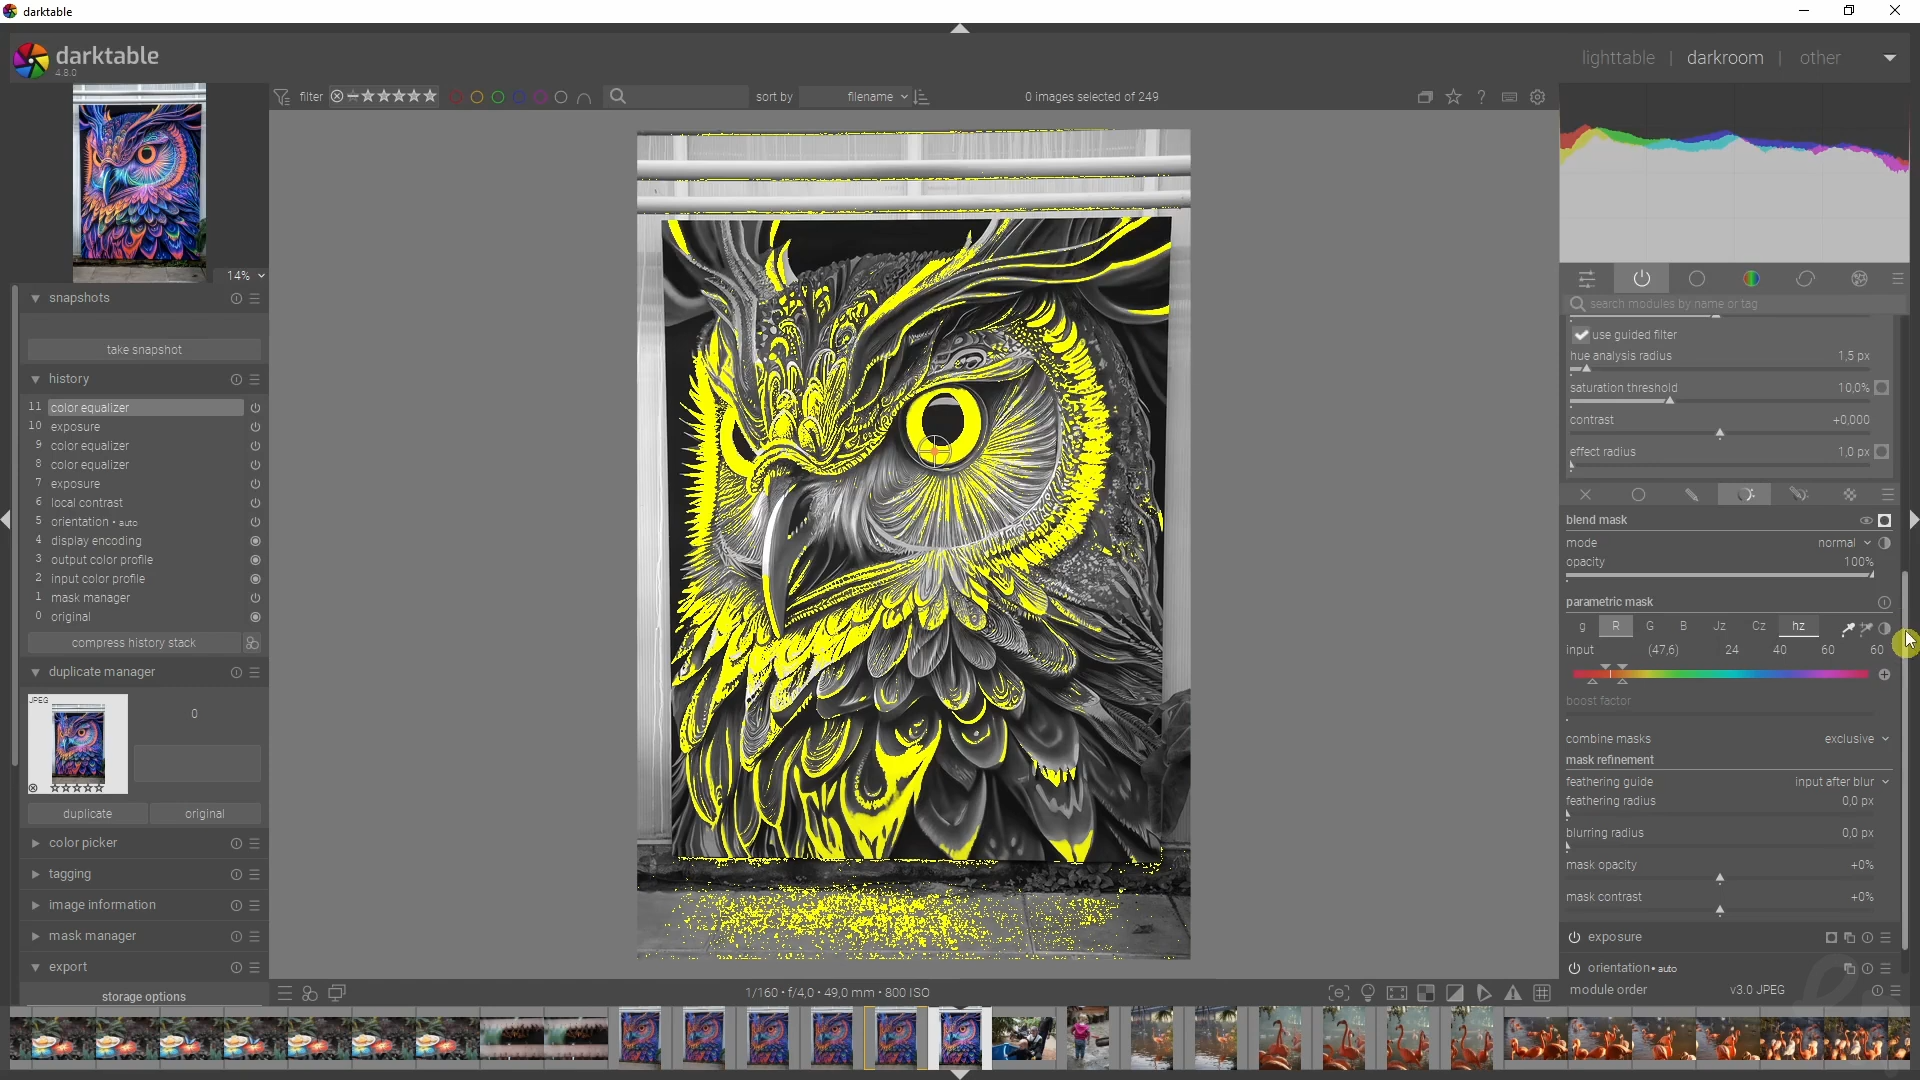 darktable
darktable
4.8.0
lighttable | darkroom | other
filter
sort by filename
0 images selected of 249
14%
snapshots
take snapshot
history
11 color equalizer
10 exposure
9 color equalizer
8 color equalizer
7 exposure
6 local contrast
5 orientation • auto
4 display encoding
3 output color profile
2 input color profile
1 mask manager
0 original
compress history stack
duplicate manager
JPEG
0
duplicate original
color picker
tagging
image information
mask manager
export
storage options
1/160 • f/4,0 • 49,0 mm • 800 ISO
search modules by name or tag
use guided filter
hue analysis radius 1,5 px
saturation threshold 10,0%
contrast +0,000
effect radius 1,0 px
blend mask
mode normal
opacity 100%
parametric mask
g R G B Jz Cz hz
input (47,6) 24 40 60 60
boost factor
combine masks exclusive
mask refinement
feathering guide input after blur
feathering radius 0,0 px
blurring radius 0,0 px
mask opacity +0%
mask contrast +0%
exposure
orientation • auto
module order v3.0 JPEG